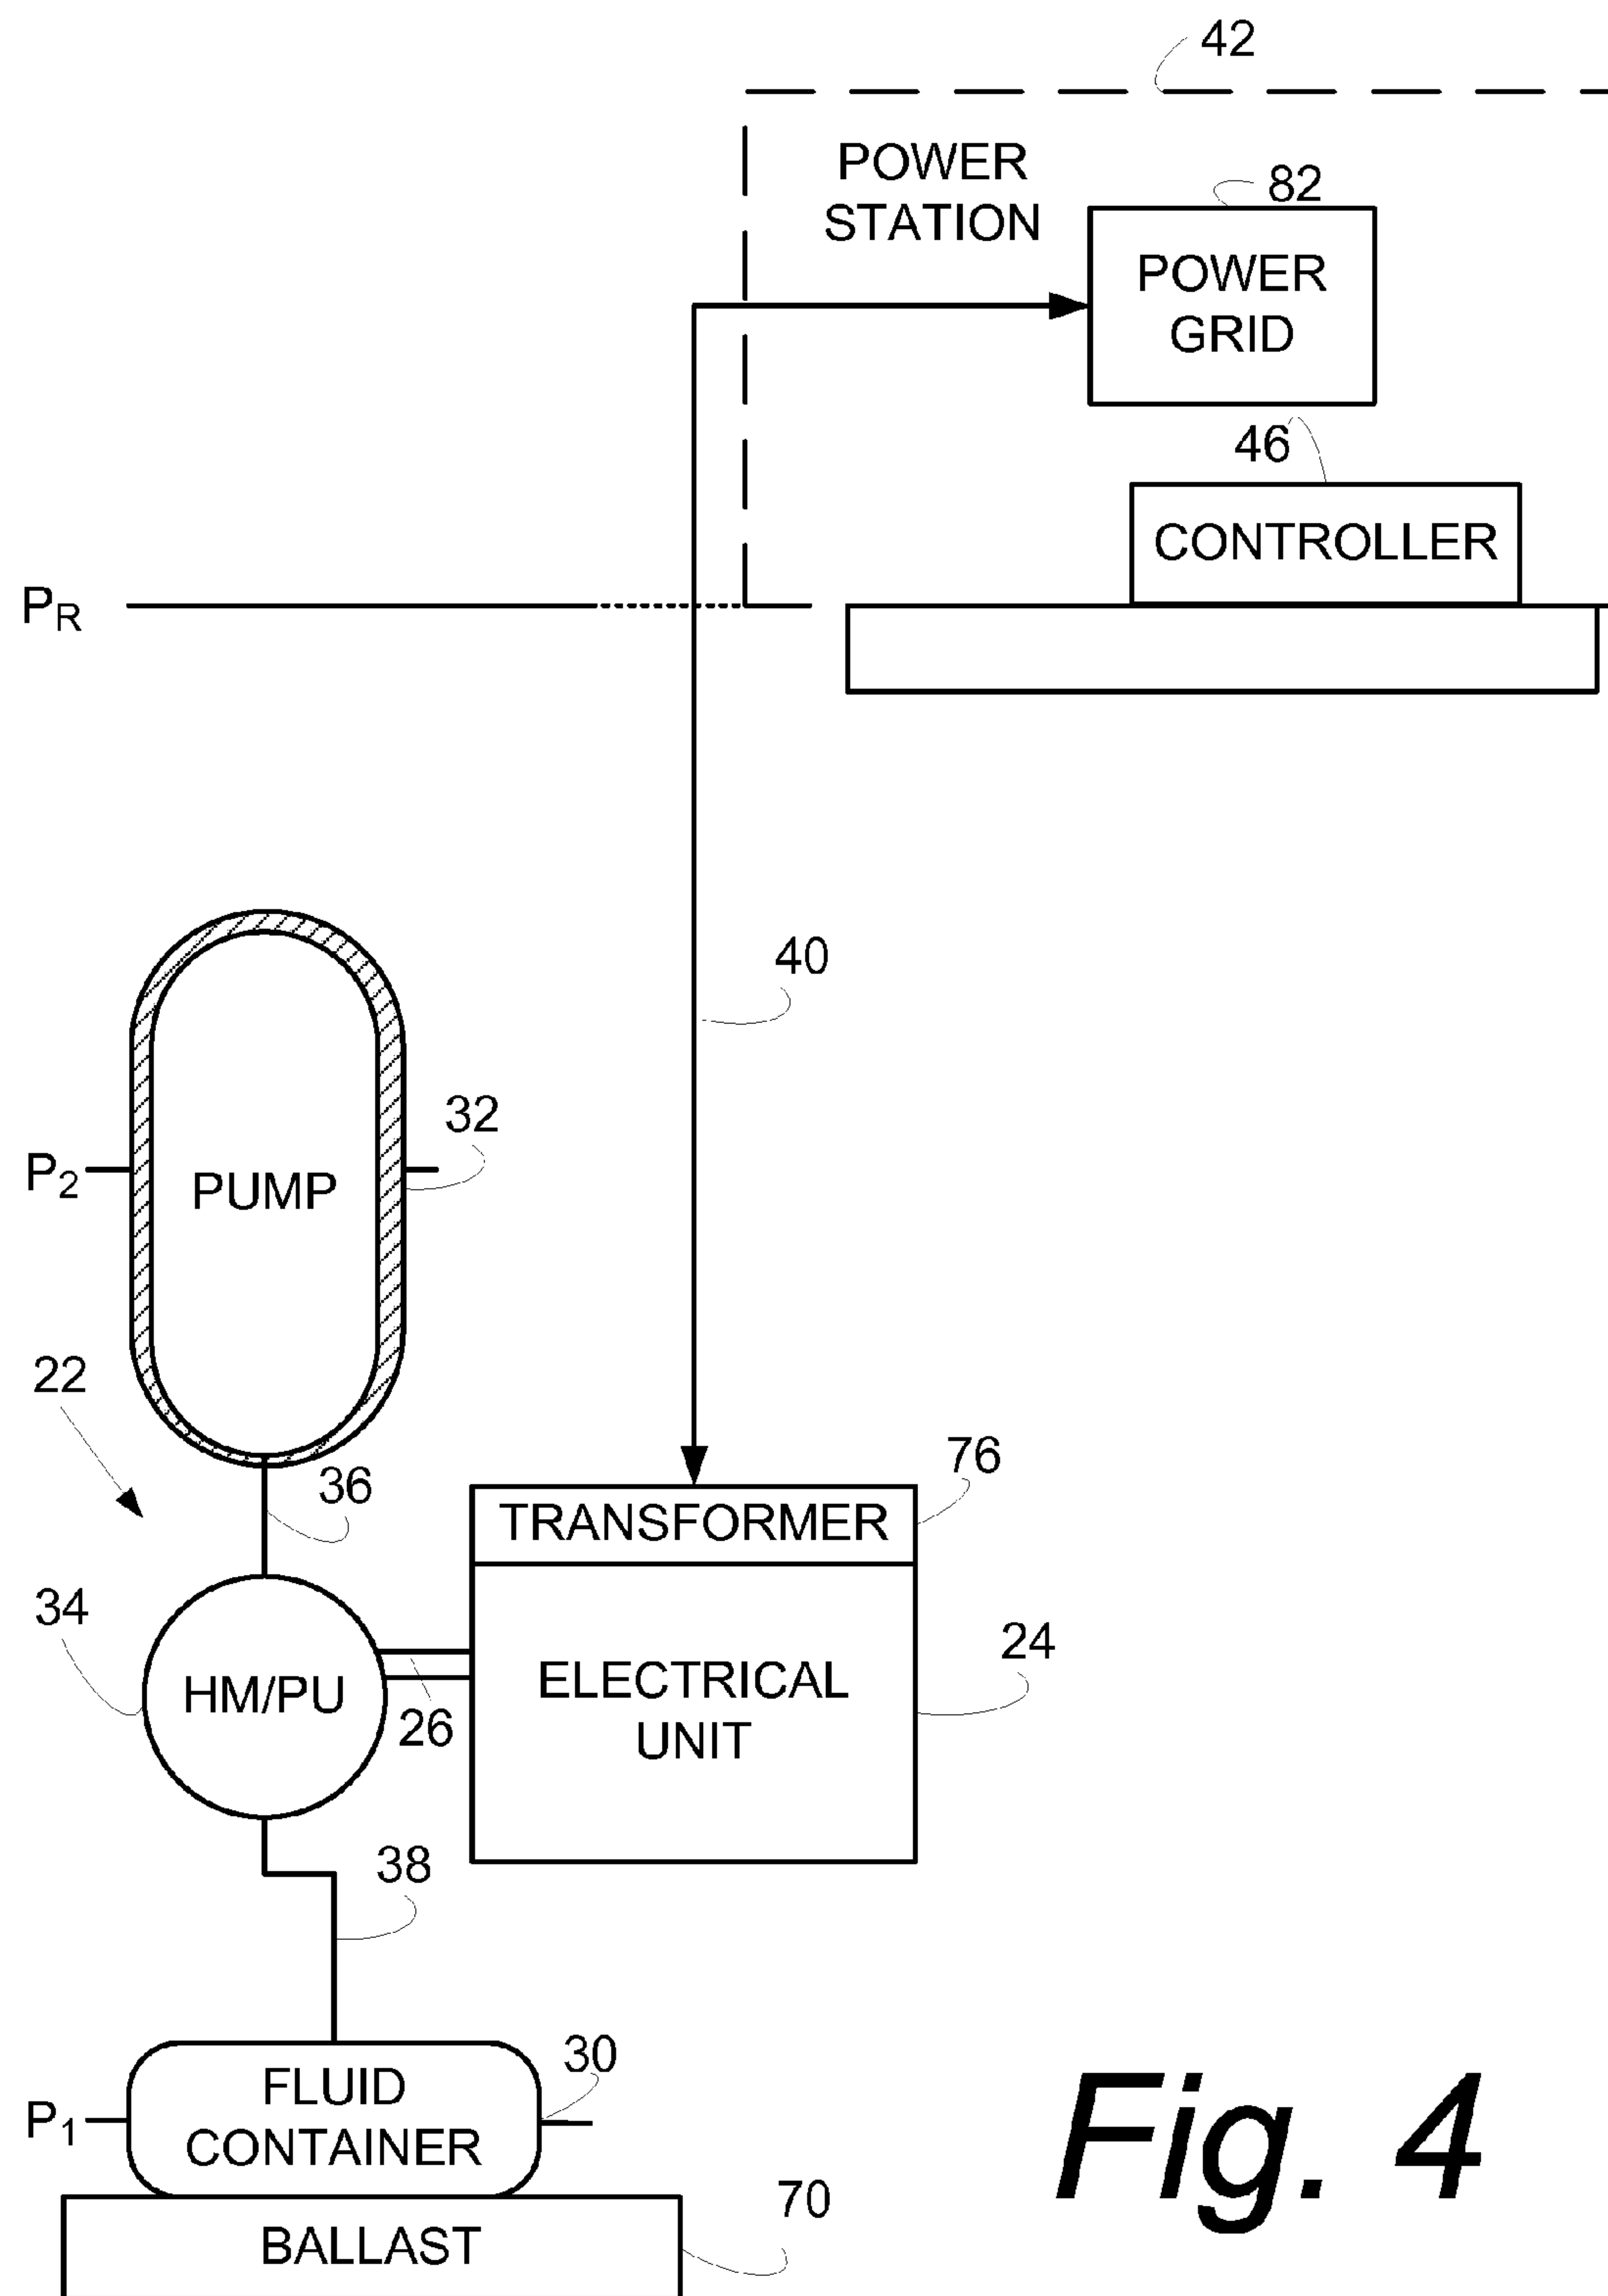 42
POWER
STATION
82
POWER
GRID
46
CONTROLLER
PR
40
32
P2
PUMP
22
36
76
TRANSFORMER
34
HM/PU
26
24
ELECTRICAL
UNIT
38
30
FLUID
CONTAINER
P1
70
BALLAST
Fig. 4